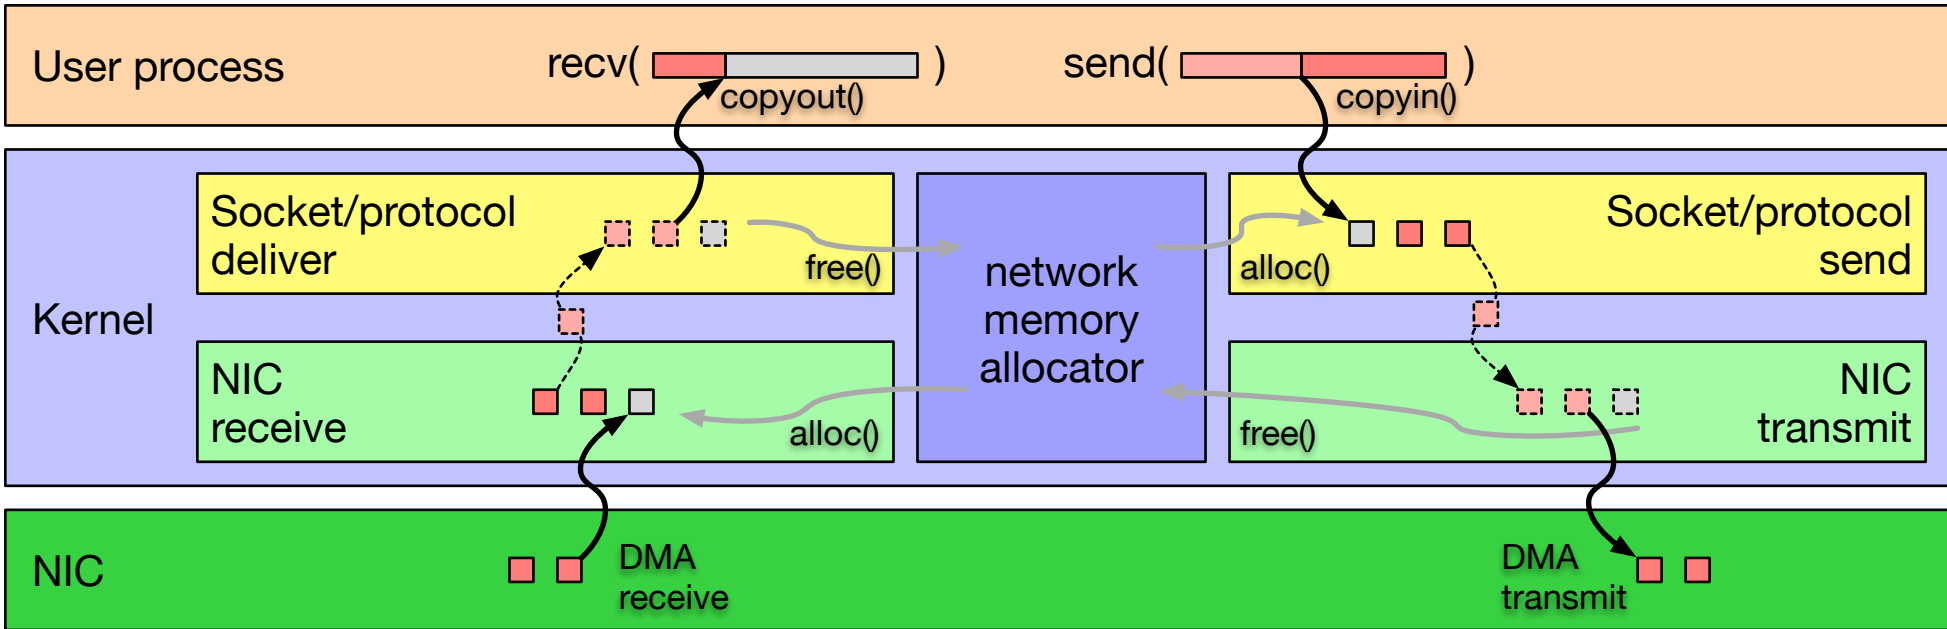 User process
recv(
)
copyout()
send(
)
copyin()
Kernel
Socket/protocol
deliver
free()
network
memory
allocator
alloc()
Socket/protocol
send
NIC
receive
alloc()
free()
NIC
transmit
NIC
DMA
receive
DMA
transmit